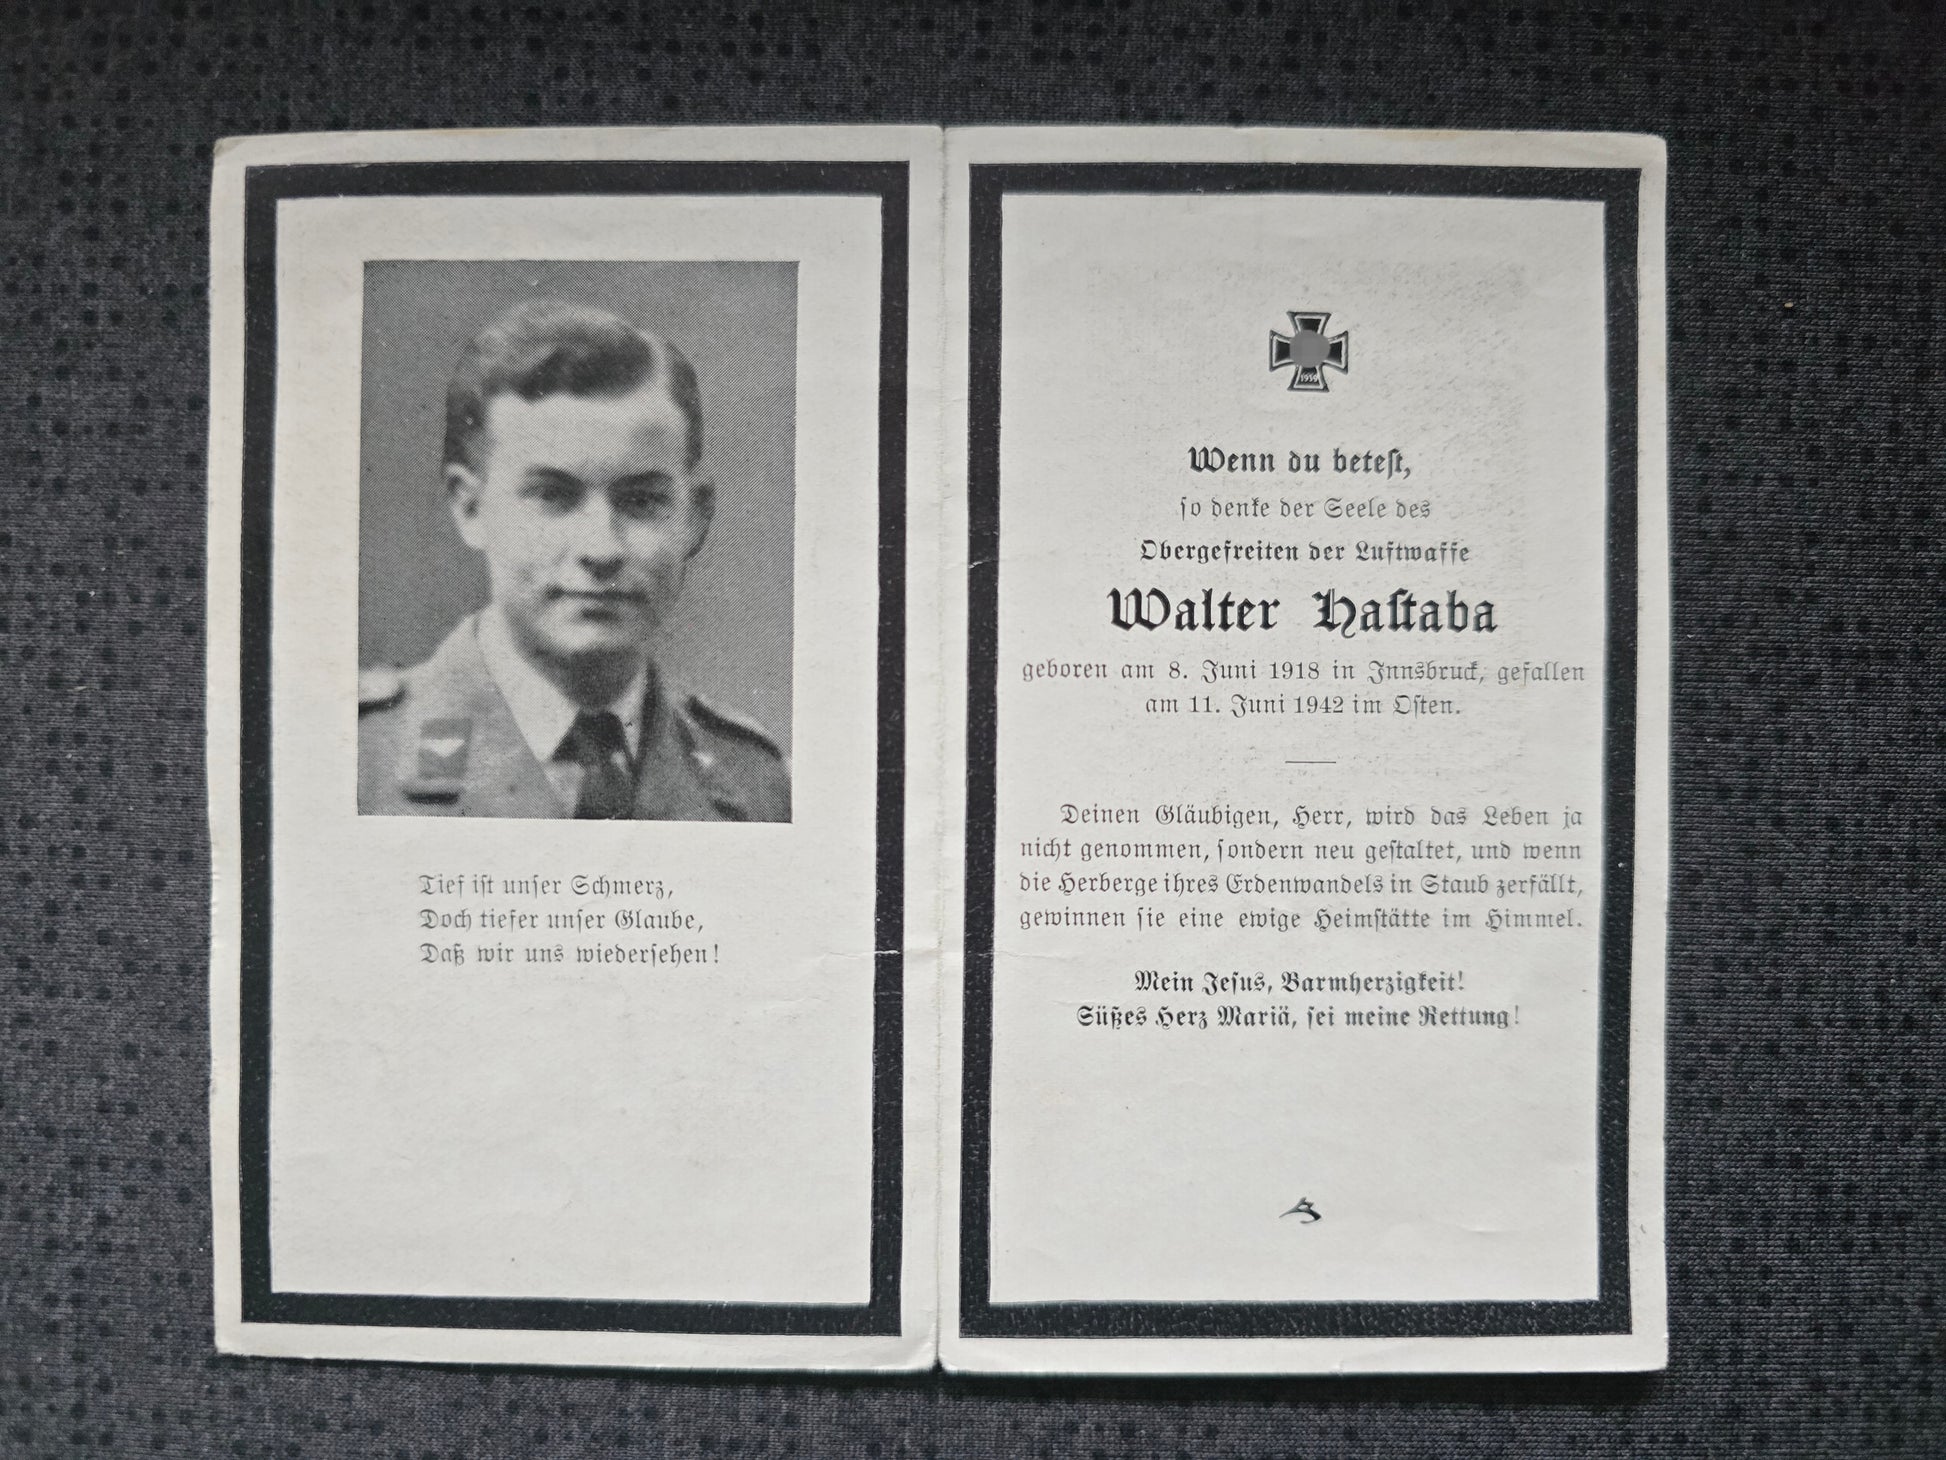 Tief ist unser Schmerz,
Doch tiefer unser Glaube,
Daß wir uns wiedersehen!
1939
Wenn du betest,
so denke der Seele des
Obergefreiten der Luftwaffe
Walter Hastaba
geboren am 8. Juni 1918 in Innsbruck, gefallen
am 11. Juni 1942 im Osten.
Deinen Gläubigen, Herr, wird das Leben ja
nicht genommen, sondern neu gestaltet, und wenn
die Herberge ihres Erdenwandels in Staub zerfällt,
gewinnen sie eine ewige Heimstätte im Himmel.
Mein Jesus, Barmherzigkeit!
Süßes Herz Mariä, sei meine Rettung!